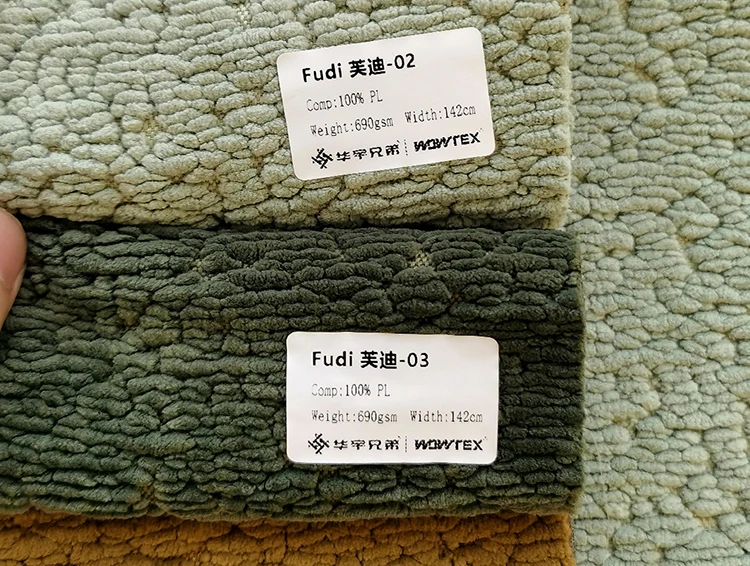 Fudi 芙迪-02
Comp:100% PL
Weight:690gsm Width:142cm
华宇兄弟 WOWTEX
Fudi 芙迪-03
Comp:100% PL
Weight:690gsm Width:142cm
华宇兄弟 WOWTEX